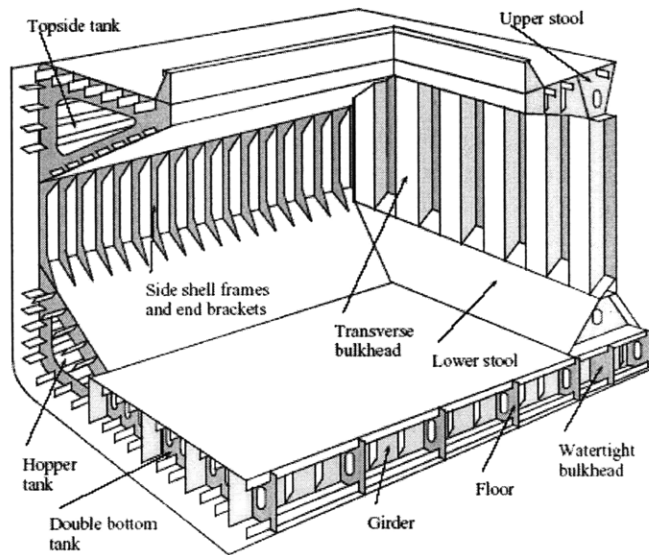 Topside tank
Upper stool
Side shell frames
and end brackets
Transverse
bulkhead
Lower stool
Hopper
tank
Double bottom
tank
Girder
Floor
Watertight
bulkhead